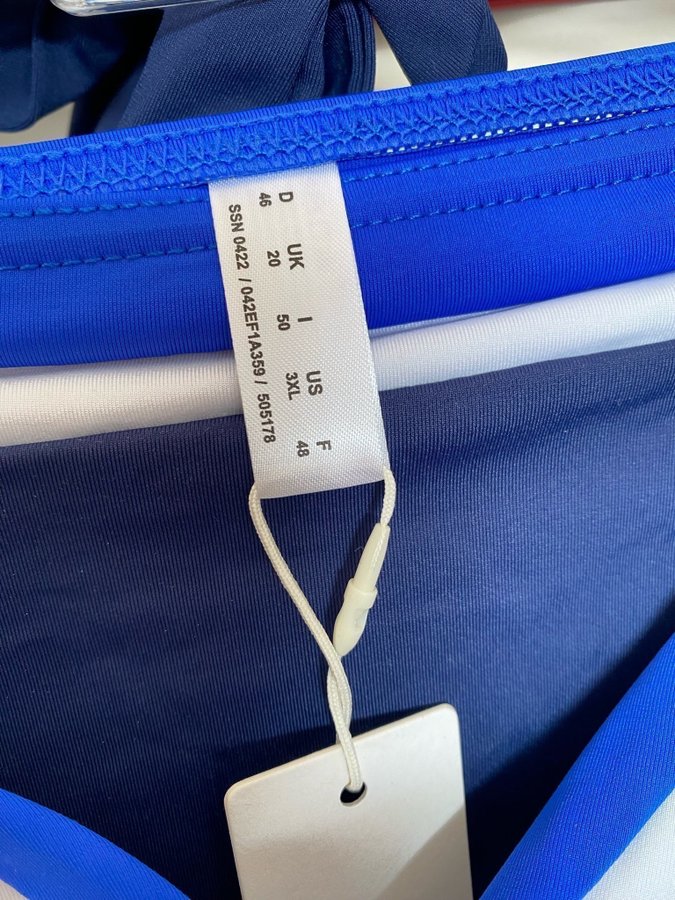 D UK I US F
46 20 50 3XL 48
SSN 0422 / 042EF1A359 / 505178